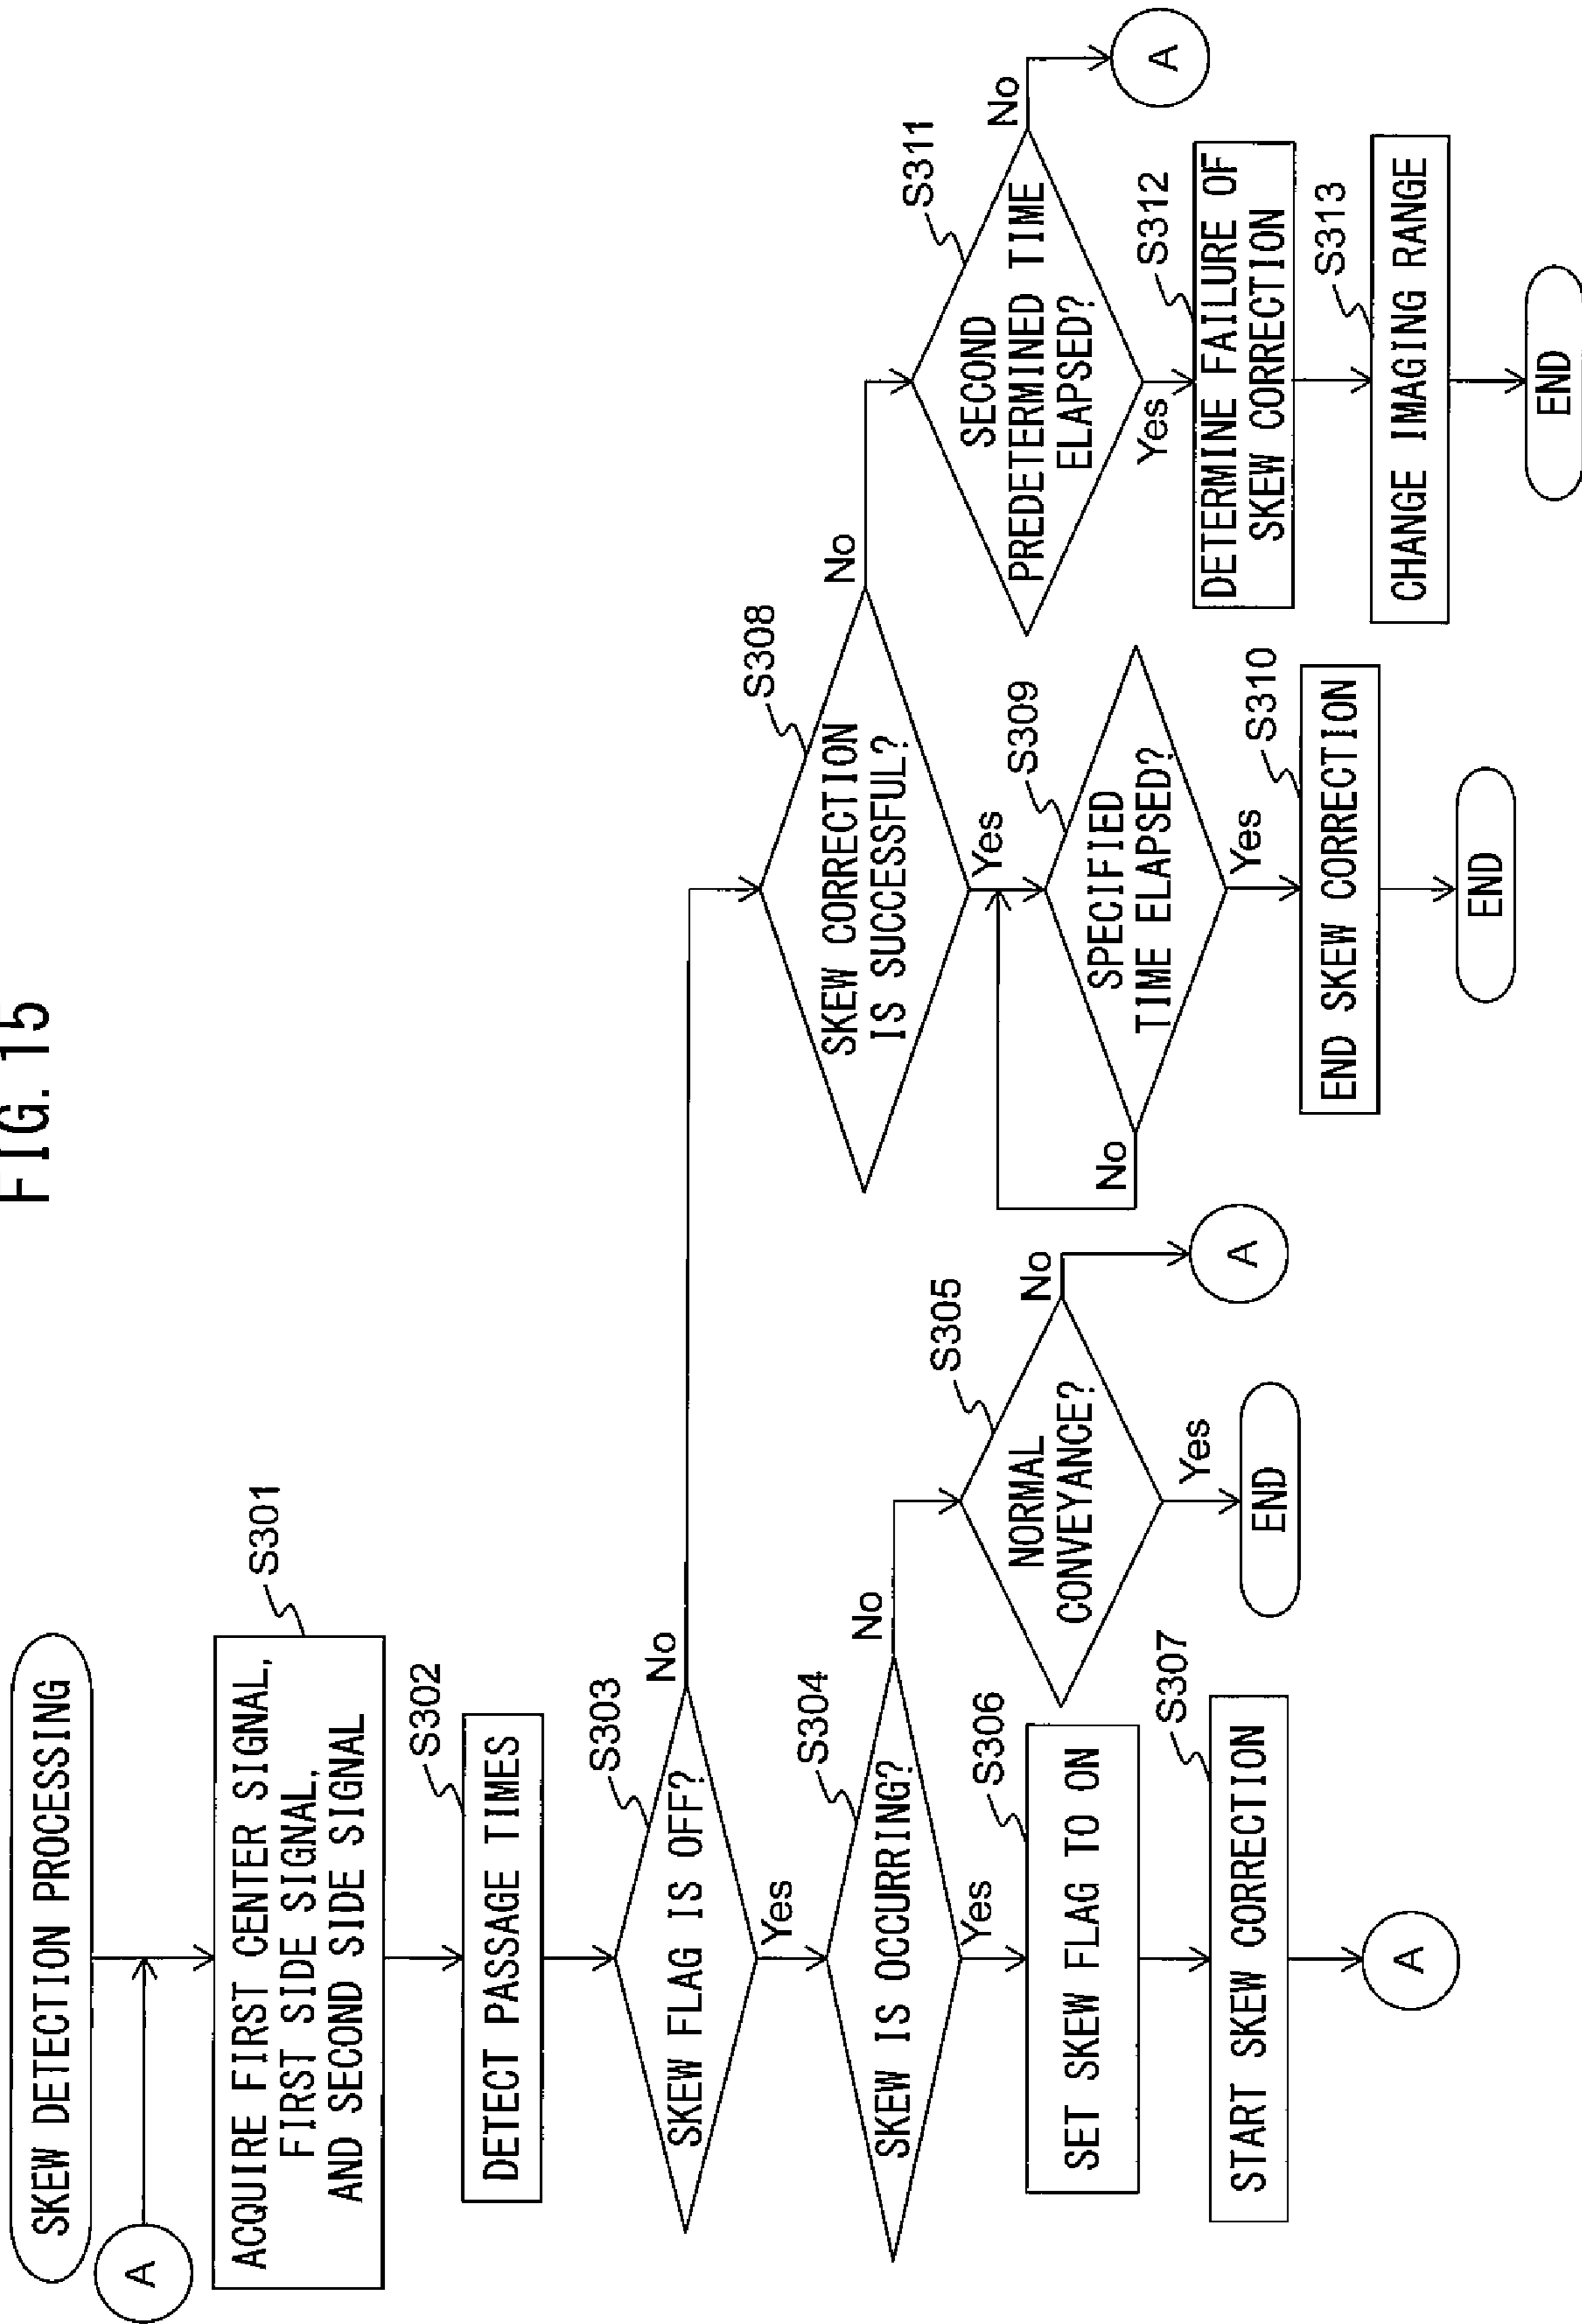 FIG. 15
SKEW DETECTION PROCESSING
A
ACQUIRE FIRST CENTER SIGNAL,
FIRST SIDE SIGNAL,
AND SECOND SIDE SIGNAL
S301
DETECT PASSAGE TIMES
S302
SKEW FLAG IS OFF?
S303
No
Yes
SKEW IS OCCURRING?
S304
No
Yes
NORMAL
CONVEYANCE?
S305
No
A
Yes
END
SET SKEW FLAG TO ON
S306
START SKEW CORRECTION
S307
A
SKEW CORRECTION
IS SUCCESSFUL?
S308
No
Yes
SPECIFIED
TIME ELAPSED?
S309
No
Yes
END SKEW CORRECTION
S310
END
SECOND
PREDETERMINED TIME
ELAPSED?
S311
No
A
Yes
DETERMINE FAILURE OF
SKEW CORRECTION
S312
CHANGE IMAGING RANGE
S313
END